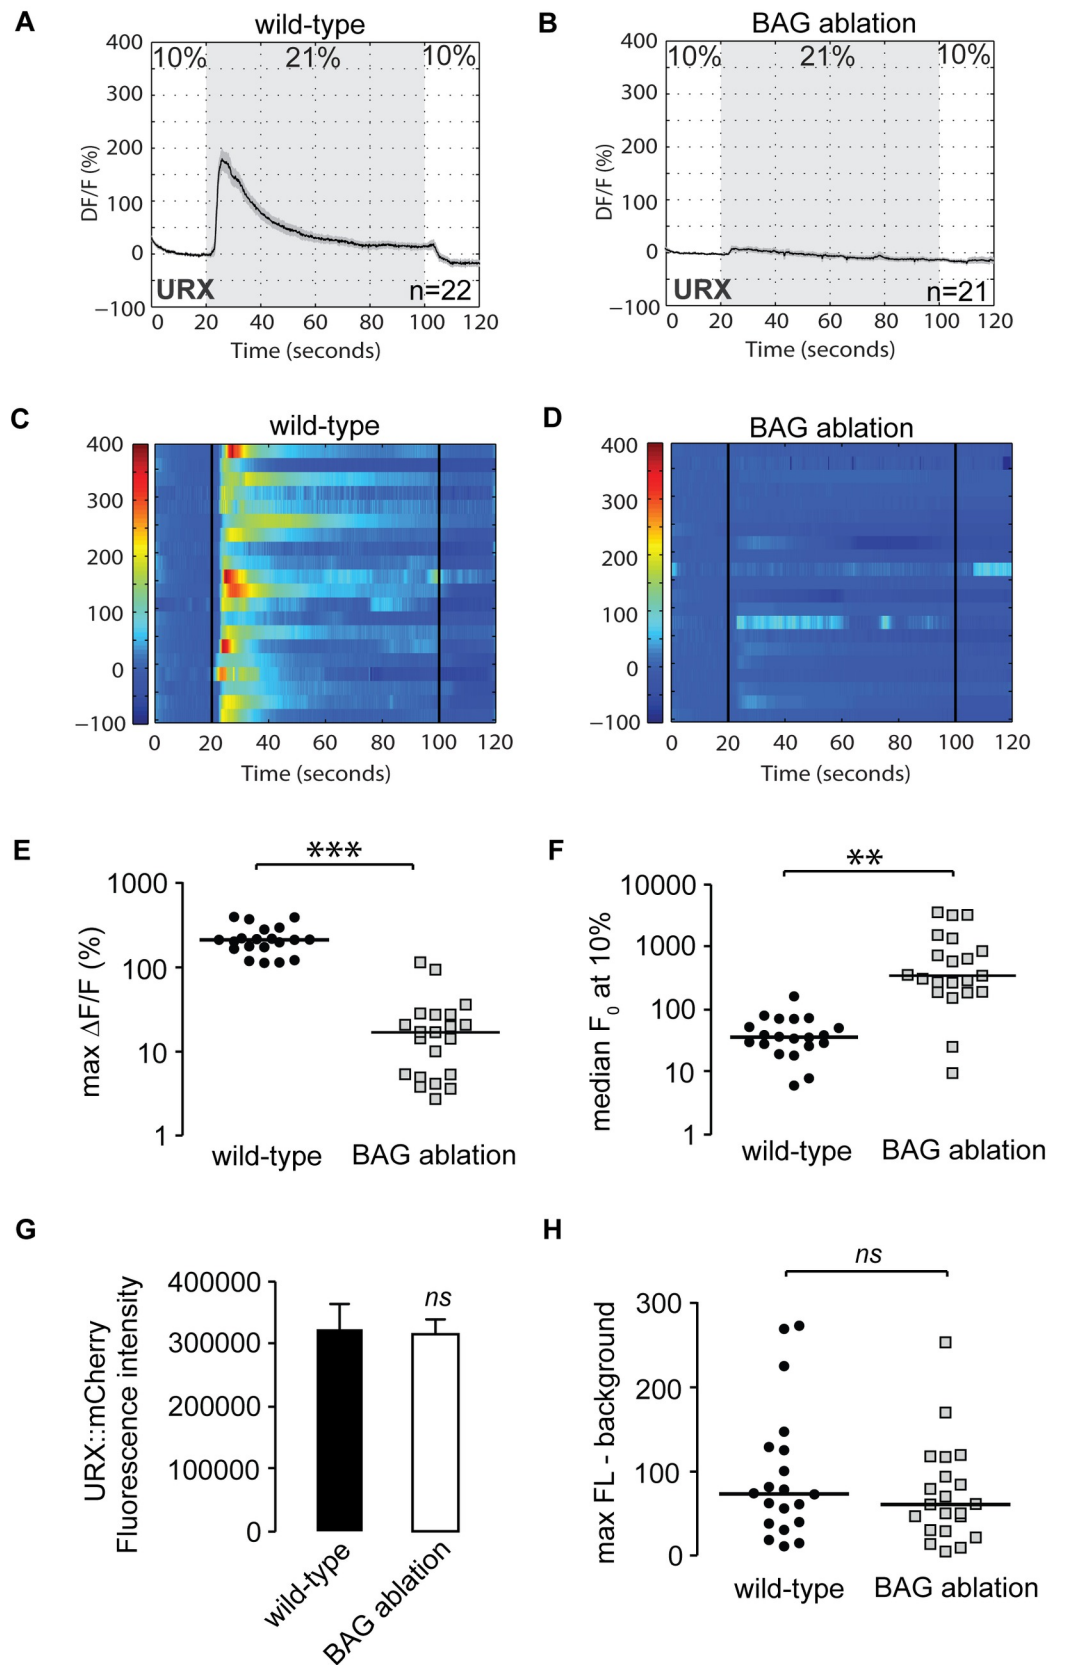 A
wild-type
400
300
200
100
0
−100
DF/F (%)
10%
21%
10%
URX
n=22
0 20 40 60 80 100 120
Time (seconds)
B
BAG ablation
400
300
200
100
0
−100
DF/F (%)
10%
21%
10%
URX
n=21
0 20 40 60 80 100 120
Time (seconds)
C
wild-type
400
300
200
100
0
−100
0 20 40 60 80 100 120
Time (seconds)
D
BAG ablation
400
300
200
100
0
−100
0 20 40 60 80 100 120
Time (seconds)
E
***
1000
100
10
1
max ΔF/F (%)
wild-type
BAG ablation
F
**
10000
1000
100
10
1
median F0 at 10%
wild-type
BAG ablation
G
400000
300000
200000
100000
0
URX::mCherry
Fluorescence intensity
ns
wild-type
BAG ablation
H
ns
300
200
100
0
max FL - background
wild-type
BAG ablation